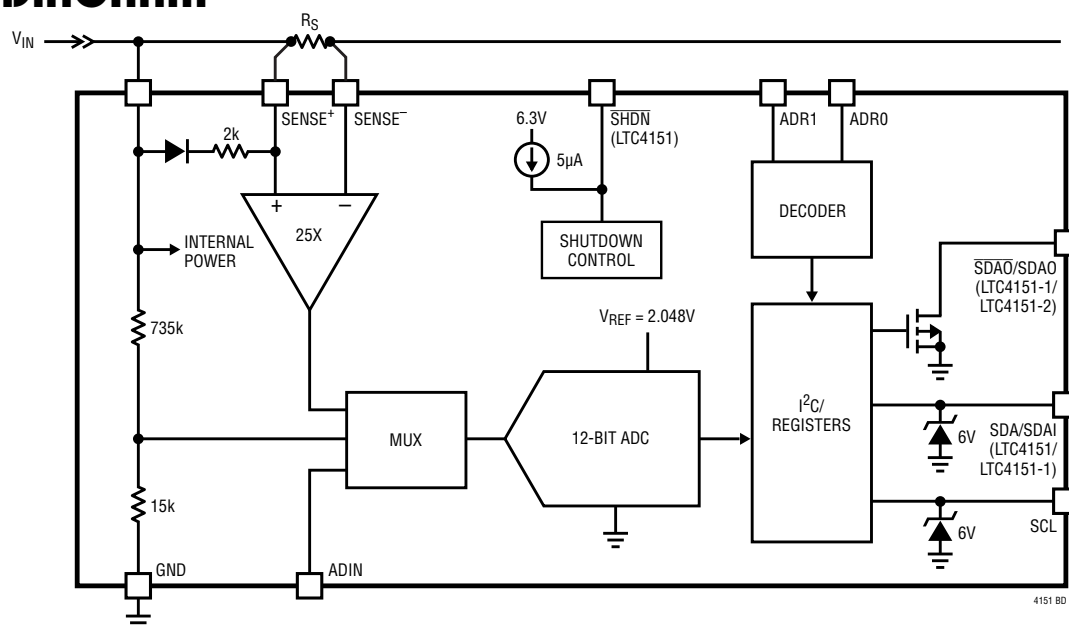 V_IN
R_S
SENSE⁺
SENSE⁻
2k
6.3V
5µA
S̅H̅D̅N̅
(LTC4151)
ADR1
ADR0
25X
INTERNAL
POWER
SHUTDOWN
CONTROL
DECODER
S̅D̅A̅O̅/SDAO
(LTC4151-1/
LTC4151-2)
735k
V_REF = 2.048V
MUX
12-BIT ADC
I²C/
REGISTERS
6V
SDA/SDAI
(LTC4151/
LTC4151-1)
15k
6V
SCL
GND
ADIN
4151 BD